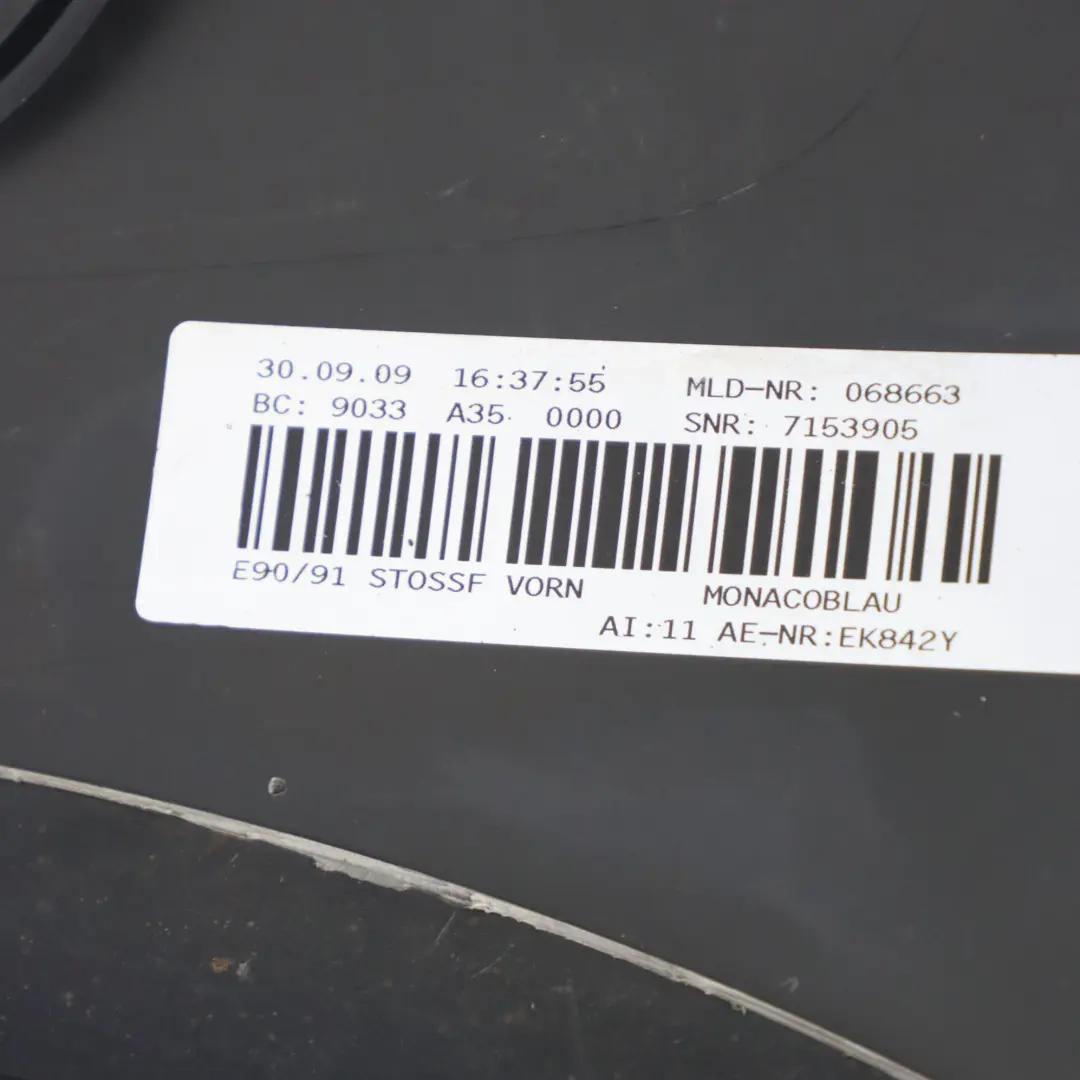 30.09.09 16:37:55 MLD-NR: 068663
BC: 9033 A35 0000 SNR: 7153905
E90/91 STOSSF VORN MONACOBLAU
AI:11 AE-NR:EK842Y